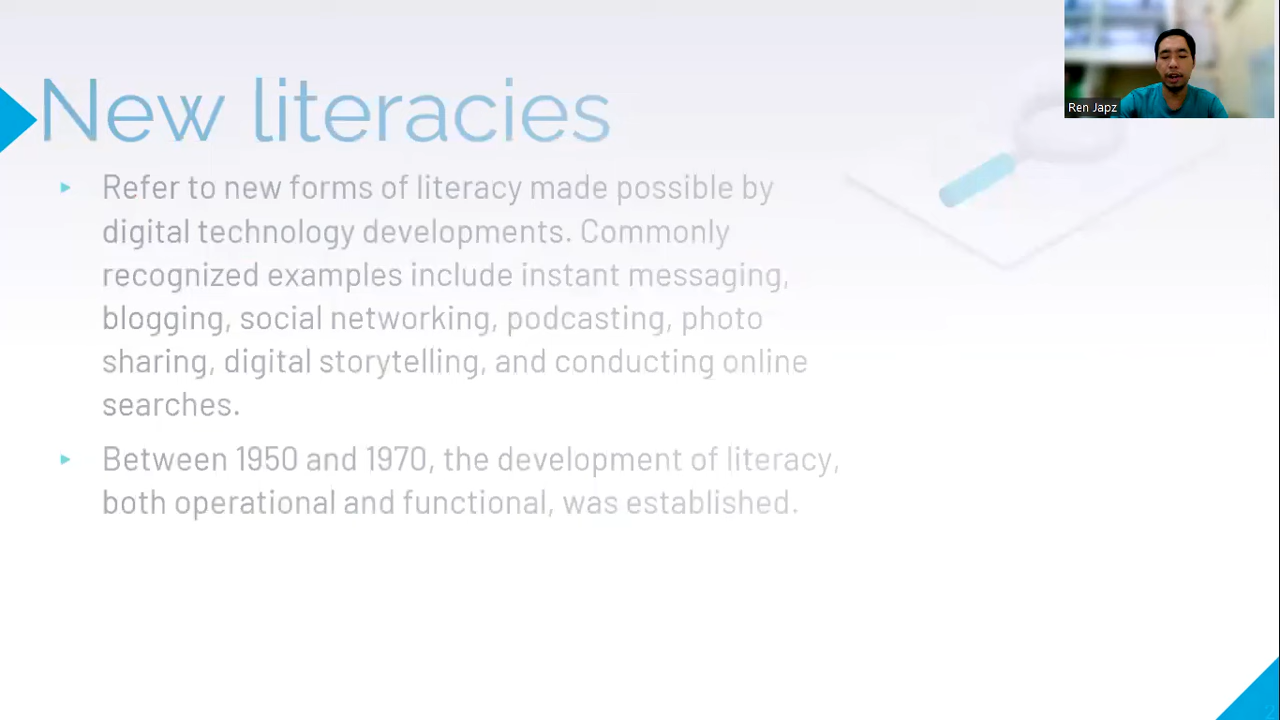 New literacies
Refer to new forms of literacy made possible by
digital technology developments. Commonly
recognized examples include instant messaging,
blogging, social networking, podcasting, photo
sharing, digital storytelling, and conducting online
searches.
Between 1950 and 1970, the development of literacy,
both operational and functional, was established.
Ren Japz